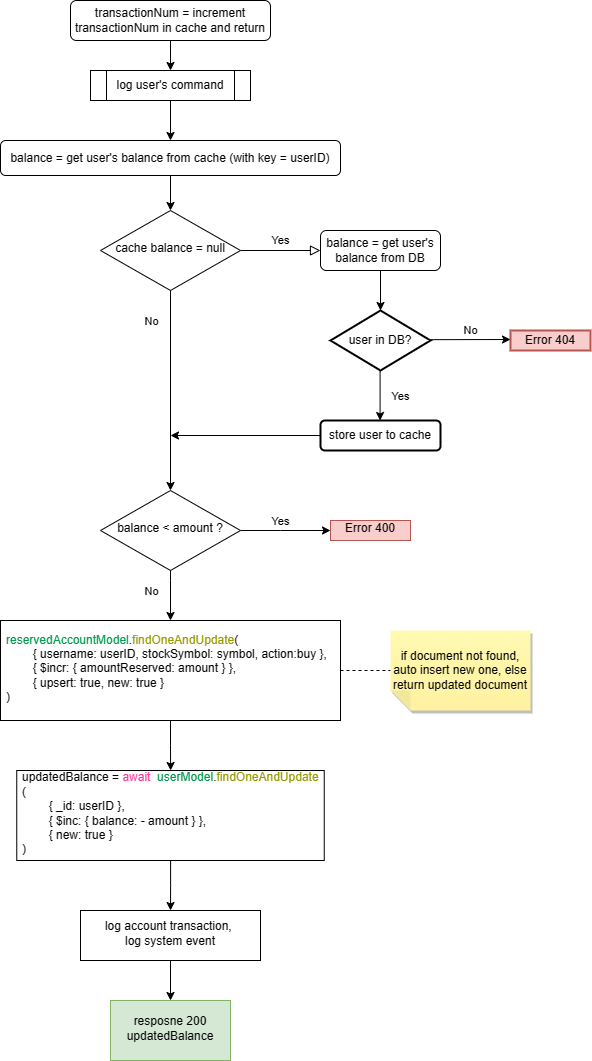 transactionNum = increment
transactionNum in cache and return
log user's command
balance = get user's balance from cache (with key = userID)
cache balance = null
Yes
balance = get user's
balance from DB
No
user in DB?
No
Error 404
Yes
store user to cache
balance < amount ?
Yes
Error 400
No
reservedAccountModel.findOneAndUpdate(
{ username: userID, stockSymbol: symbol, action:buy },
{ $incr: { amountReserved: amount } },
{ upsert: true, new: true }
)
if document not found,
auto insert new one, else
return updated document
updatedBalance = await userModel.findOneAndUpdate
(
{ _id: userID },
{ $inc: { balance: - amount } },
{ new: true }
)
log account transaction,
log system event
resposne 200
updatedBalance